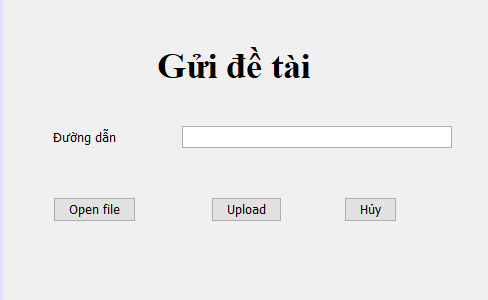 Gửi đề tài
Đường dẫn
Open file
Upload
Hủy